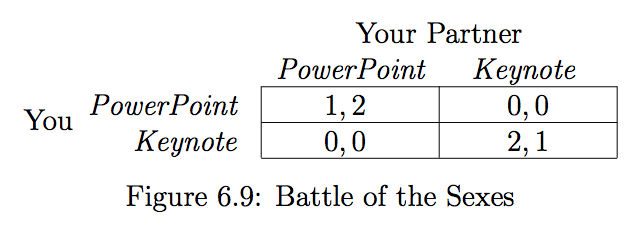 Your Partner
PowerPoint Keynote
You PowerPoint 1, 2 0, 0
Keynote 0, 0 2, 1
Figure 6.9: Battle of the Sexes